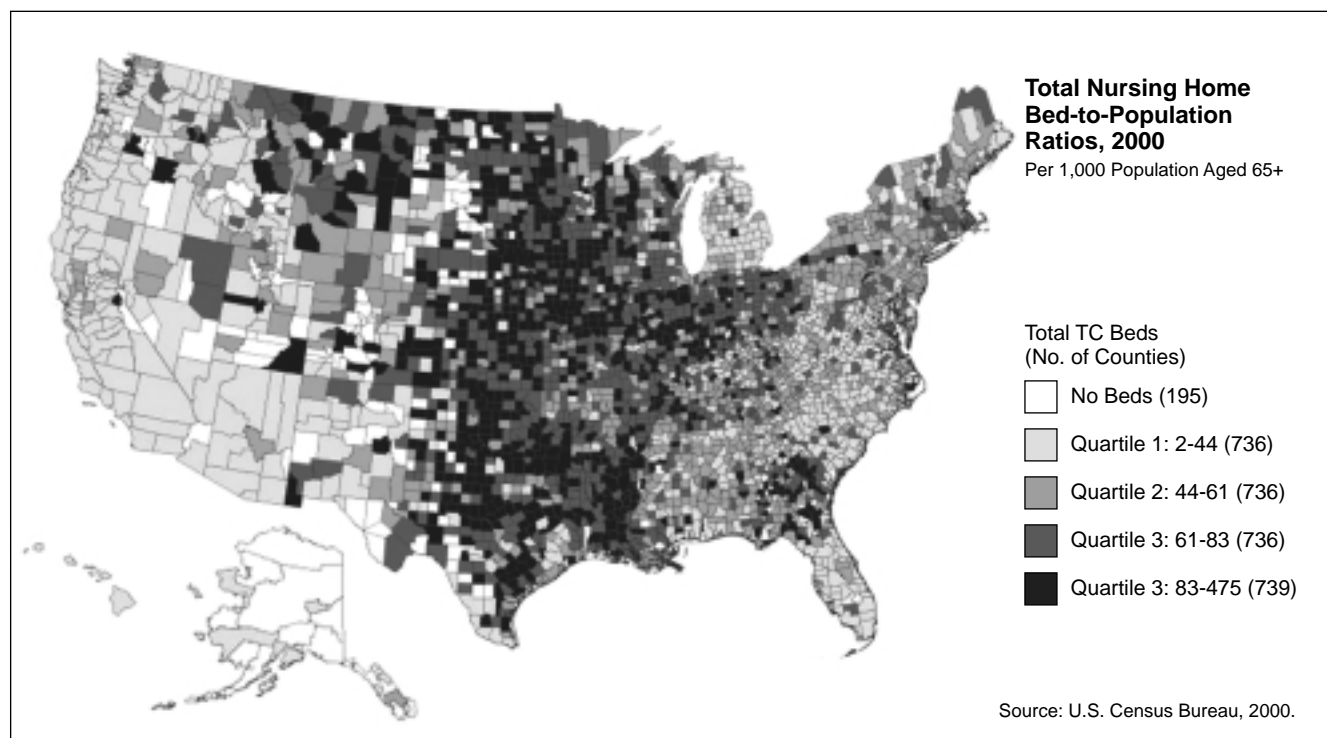 Total Nursing Home
Bed-to-Population
Ratios, 2000
Per 1,000 Population Aged 65+
Total TC Beds
(No. of Counties)
No Beds (195)
Quartile 1: 2-44 (736)
Quartile 2: 44-61 (736)
Quartile 3: 61-83 (736)
Quartile 3: 83-475 (739)
Source: U.S. Census Bureau, 2000.